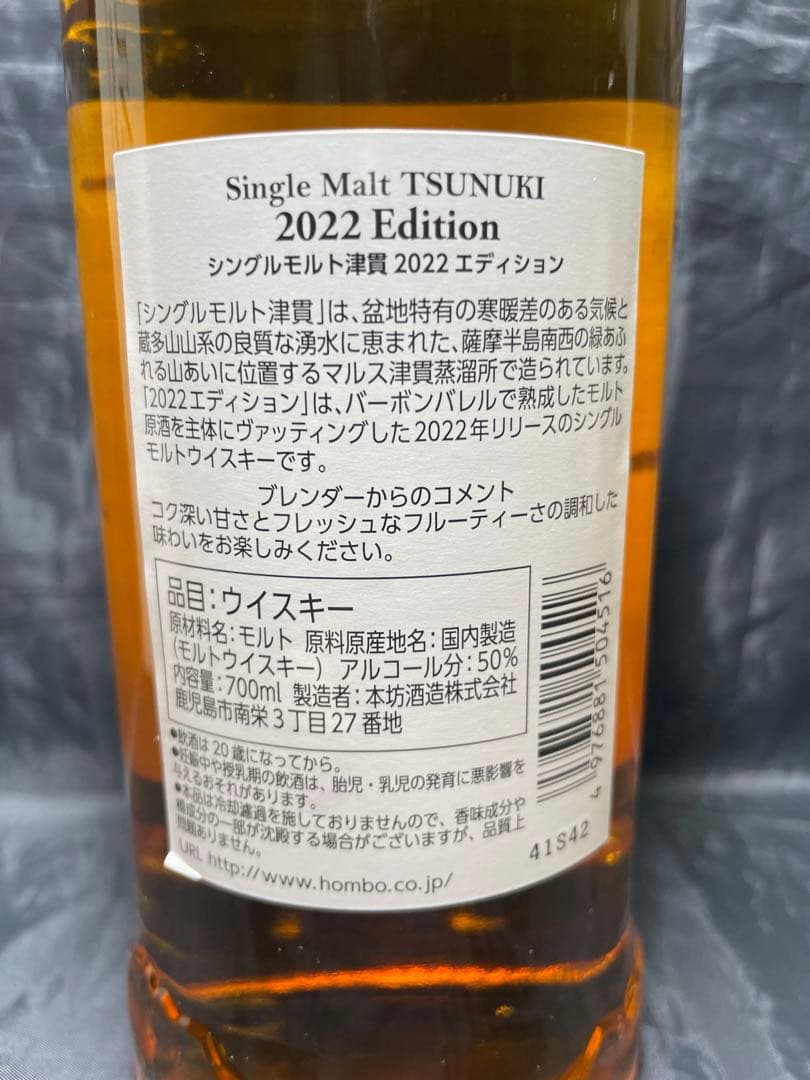 Single Malt TSUNUKI
2022 Edition
シングルモルト津貫 2022 エディション
「シングルモルト津貫」は、盆地特有の寒暖差のある気候と
蔵多山山系の良質な湧水に恵まれた、薩摩半島南西の緑あふ
れる山あいに位置するマルス津貫蒸溜所で造られています。
「2022エディション」は、バーボンバレルで熟成したモルト
原酒を主体にヴァッティングした2022年リリースのシングル
モルトウイスキーです。
ブレンダーからのコメント
コク深い甘さとフレッシュなフルーティーさの調和した
味わいをお楽しみください。
品目：ウイスキー
原材料名：モルト 原料原産地名：国内製造
（モルトウイスキー） アルコール分：50%
内容量：700ml 製造者：本坊酒造株式会社
鹿児島市南栄3丁目27番地
●飲酒は20歳になってから。
●妊娠中や授乳期の飲酒は、胎児・乳児の発育に悪影響を
与えるおそれがあります。
●本品は冷却濾過を施しておりませんので、香味成分や
樽成分の一部が沈殿する場合がございますが、品質上
問題ありません。
URL http://www.hombo.co.jp/
4 976881 504516
41S42